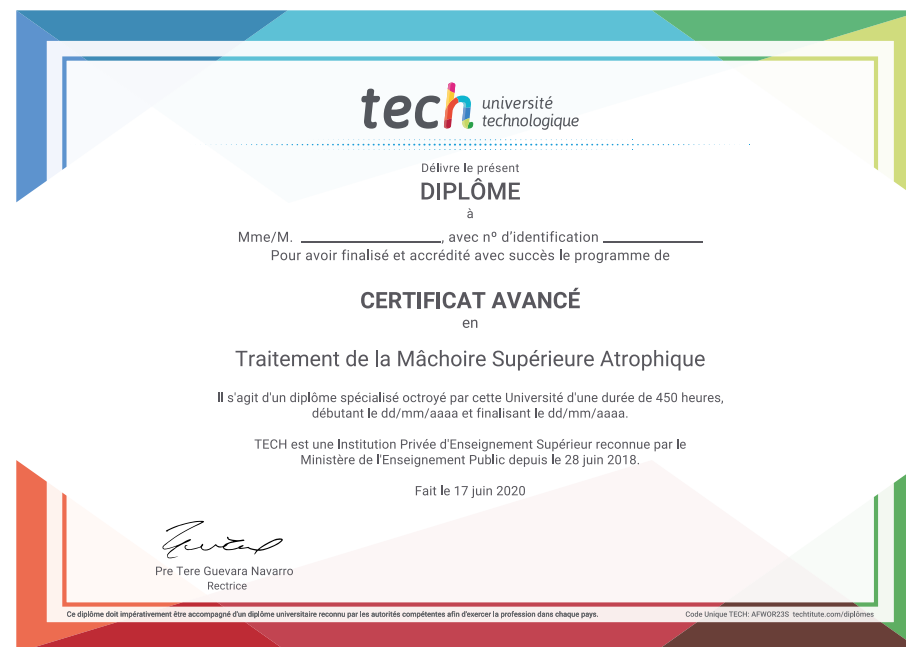 tech université
technologique
Délivre le présent
DIPLÔME
à
Mme/M. ____________________, avec nº d'identification ______________
Pour avoir finalisé et accrédité avec succès le programme de
CERTIFICAT AVANCÉ
en
Traitement de la Mâchoire Supérieure Atrophique
Il s'agit d'un diplôme spécialisé octroyé par cette Université d'une durée de 450 heures,
débutant le dd/mm/aaaa et finalisant le dd/mm/aaaa.
TECH est une Institution Privée d'Enseignement Supérieur reconnue par le
Ministère de l'Enseignement Public depuis le 28 juin 2018.
Fait le 17 juin 2020
Pre Tere Guevara Navarro
Rectrice
Ce diplôme doit impérativement être accompagné d'un diplôme universitaire reconnu par les autorités compétentes afin d'exercer la profession dans chaque pays.
Code Unique TECH: AFWOR23S techtitute.com/diplômes